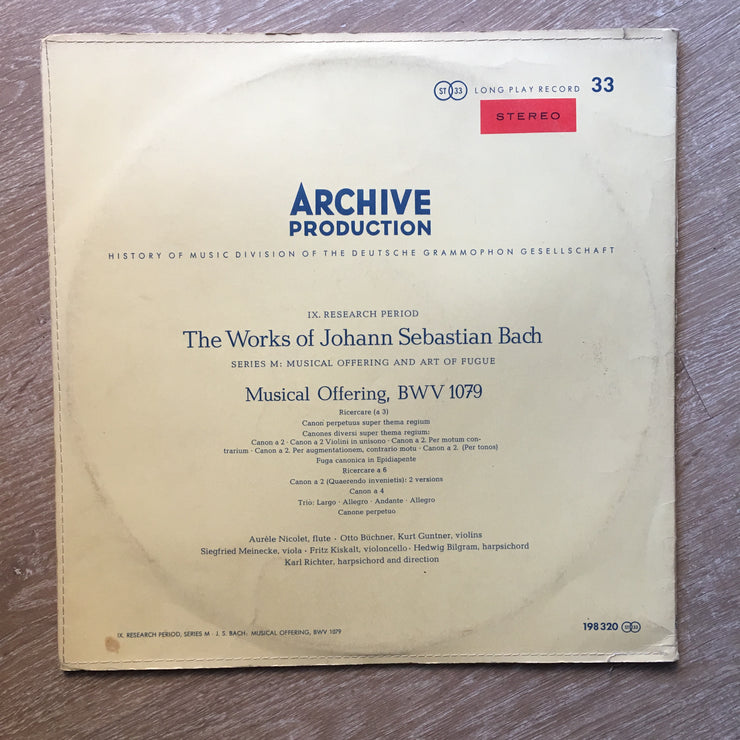 ST 33 LONG PLAY RECORD 33
STEREO
ARCHIVE
PRODUCTION
HISTORY OF MUSIC DIVISION OF THE DEUTSCHE GRAMMOPHON GESELLSCHAFT
IX. RESEARCH PERIOD
The Works of Johann Sebastian Bach
SERIES M: MUSICAL OFFERING AND ART OF FUGUE
Musical Offering, BWV 1079
Ricercare (a 3)
Canon perpetuus super thema regium
Canones diversi super thema regium:
Canon a 2 · Canon a 2 Violini in unisono · Canon a 2. Per motum con-
trarium · Canon a 2. Per augmentationem, contrario motu · Canon a 2. (Per tonos)
Fuga canonica in Epidiapente
Ricercare a 6
Canon a 2 (Quaerendo invenietis): 2 versions
Canon a 4
Trio: Largo · Allegro · Andante · Allegro
Canone perpetuo
Aurèle Nicolet, flute · Otto Büchner, Kurt Guntner, violins
Siegfried Meinecke, viola · Fritz Kiskalt, violoncello · Hedwig Bilgram, harpsichord
Karl Richter, harpsichord and direction
IX. RESEARCH PERIOD, SERIES M · J. S. BACH: MUSICAL OFFERING, BWV 1079
198 320 ST 33